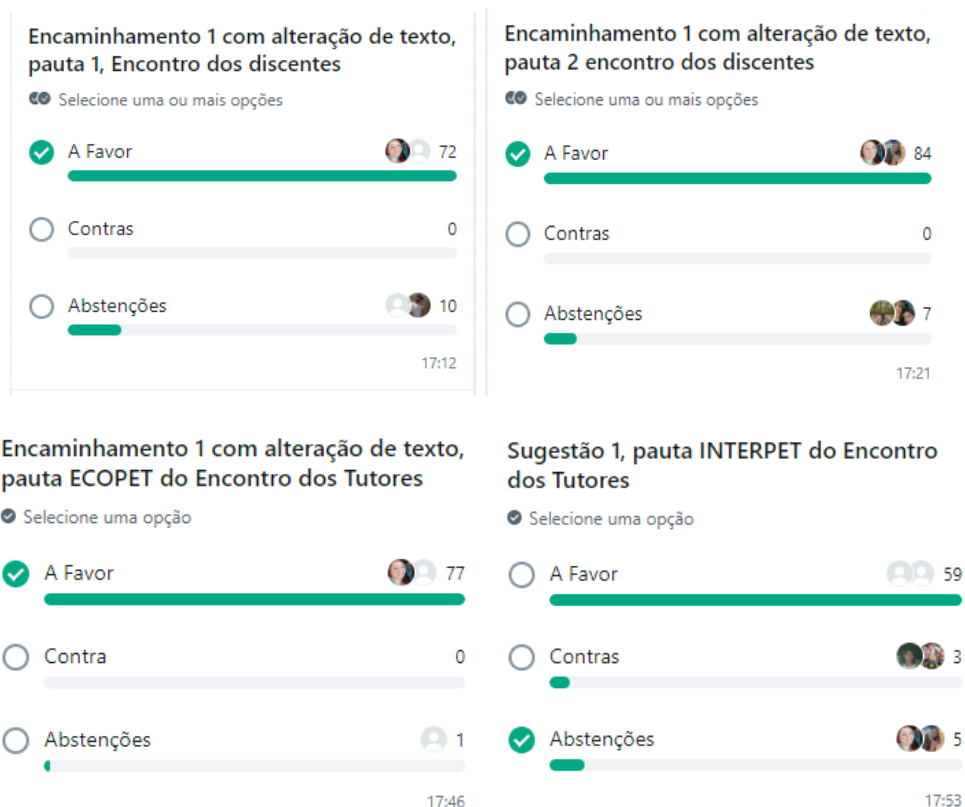 Encaminhamento 1 com alteração de texto,
pauta 1, Encontro dos discentes
Selecione uma ou mais opções
A Favor 72
Contras 0
Abstenções 10
17:12
Encaminhamento 1 com alteração de texto,
pauta 2 encontro dos discentes
Selecione uma ou mais opções
A Favor 84
Contras 0
Abstenções 7
17:21
Encaminhamento 1 com alteração de texto,
pauta ECOPET do Encontro dos Tutores
Selecione uma opção
A Favor 77
Contra 0
Abstenções 1
17:46
Sugestão 1, pauta INTERPET do Encontro
dos Tutores
Selecione uma opção
A Favor 59
Contras 3
Abstenções 5
17:53